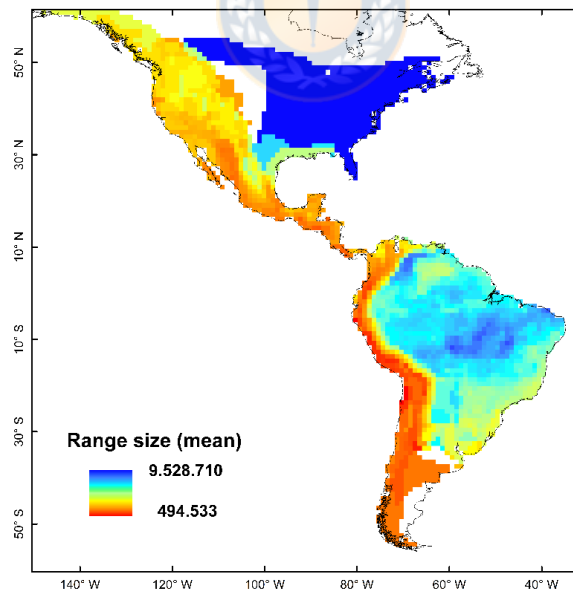 50° N
30° N
10° N
10° S
30° S
50° S
Range size (mean)
9.528.710
494.533
140° W
120° W
100° W
80° W
60° W
40° W